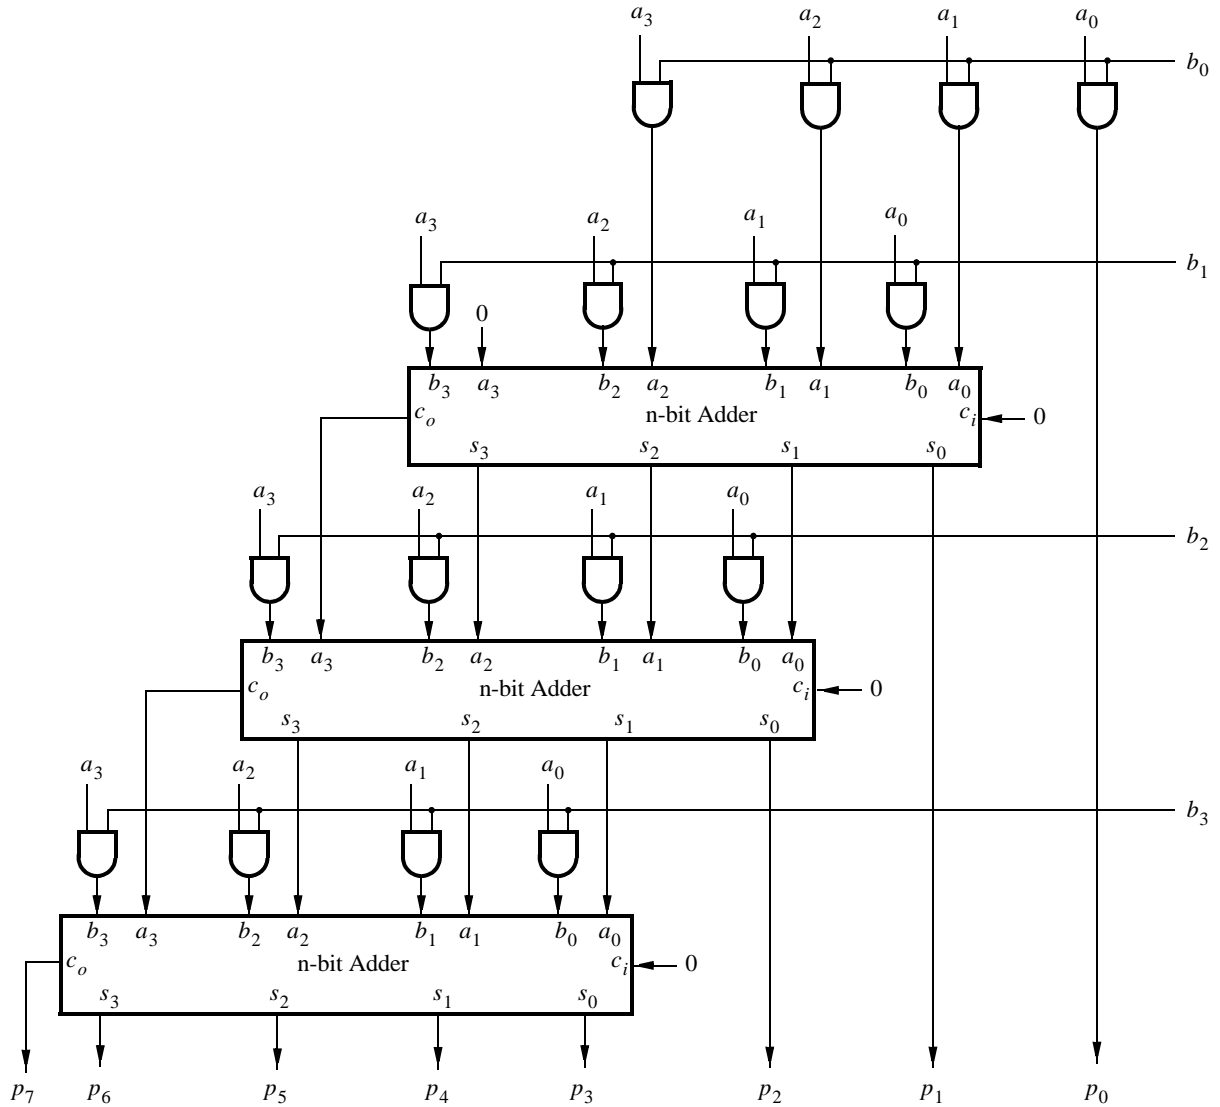 a3 a2 a1 a0
b0
a3 a2 a1 a0
b1
0
b3 a3 b2 a2 b1 a1 b0 a0
co n-bit Adder ci 0
s3 s2 s1 s0
a3 a2 a1 a0
b2
b3 a3 b2 a2 b1 a1 b0 a0
co n-bit Adder ci 0
s3 s2 s1 s0
a3 a2 a1 a0
b3
b3 a3 b2 a2 b1 a1 b0 a0
co n-bit Adder ci 0
s3 s2 s1 s0
p7 p6 p5 p4 p3 p2 p1 p0